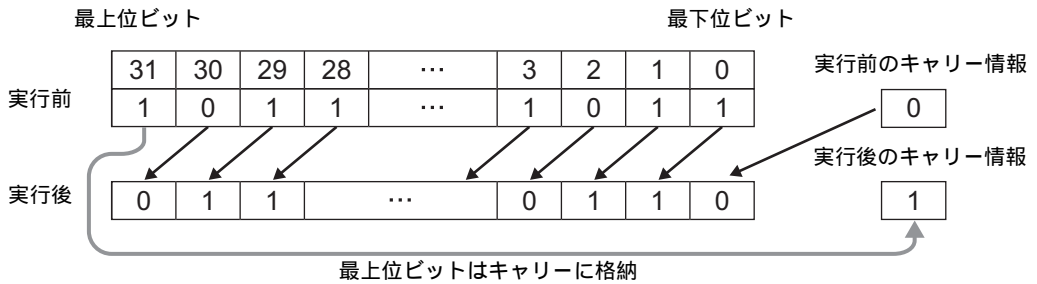 最上位ビット 最下位ビット
31 30 29 28 … 3 2 1 0 実行前のキャリー情報
実行前 1 0 1 1 … 1 0 1 1 0
実行後のキャリー情報
実行後 0 1 1 … 0 1 1 0 1
最上位ビットはキャリーに格納